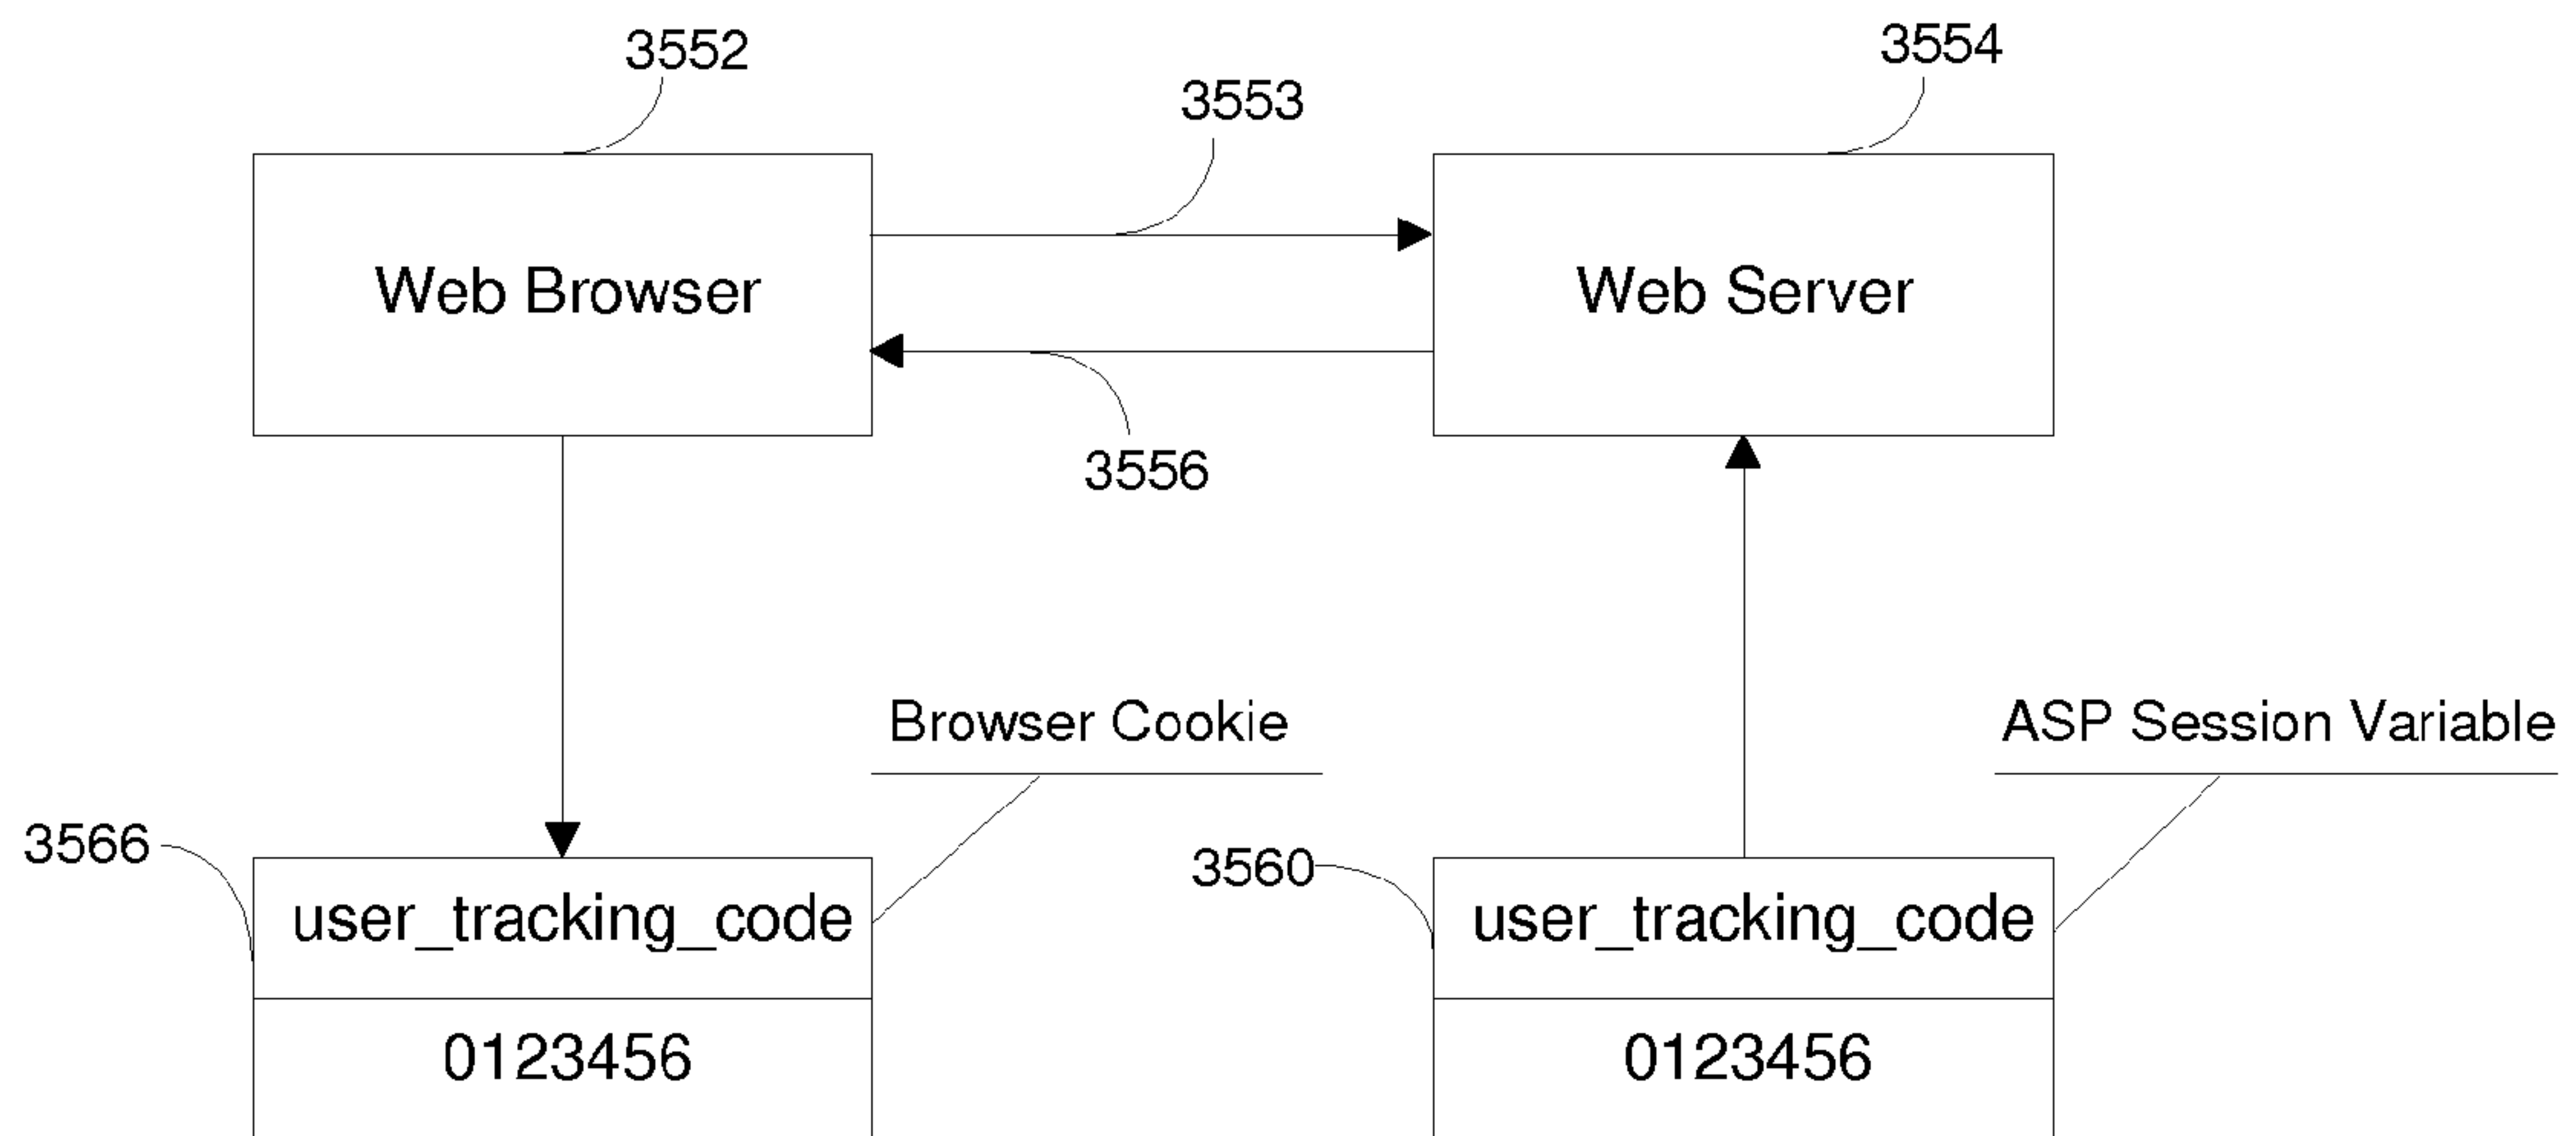 3552
3554
3553
Web Browser
Web Server
3556
Browser Cookie
ASP Session Variable
3566
3560
user_tracking_code
user_tracking_code
0123456
0123456